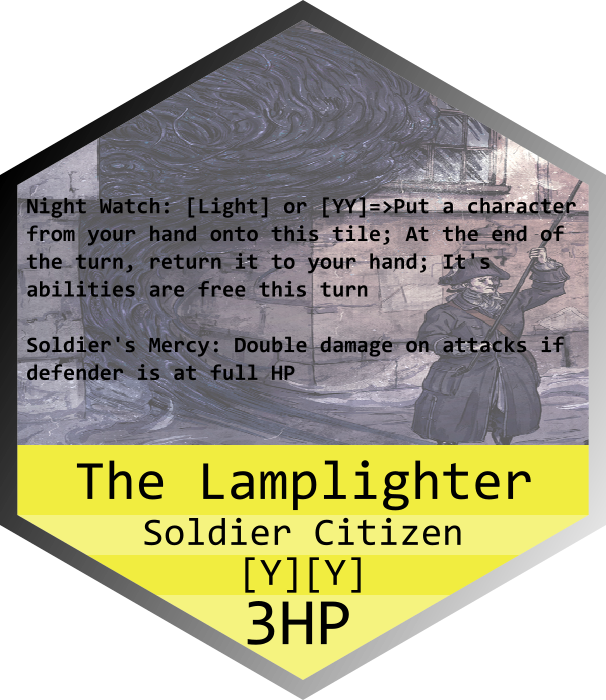 Night Watch: [Light] or [YY]=>Put a character
from your hand onto this tile; At the end of
the turn, return it to your hand; It's
abilities are free this turn
Soldier's Mercy: Double damage on attacks if
defender is at full HP
The Lamplighter
Soldier Citizen
[Y][Y]
3HP